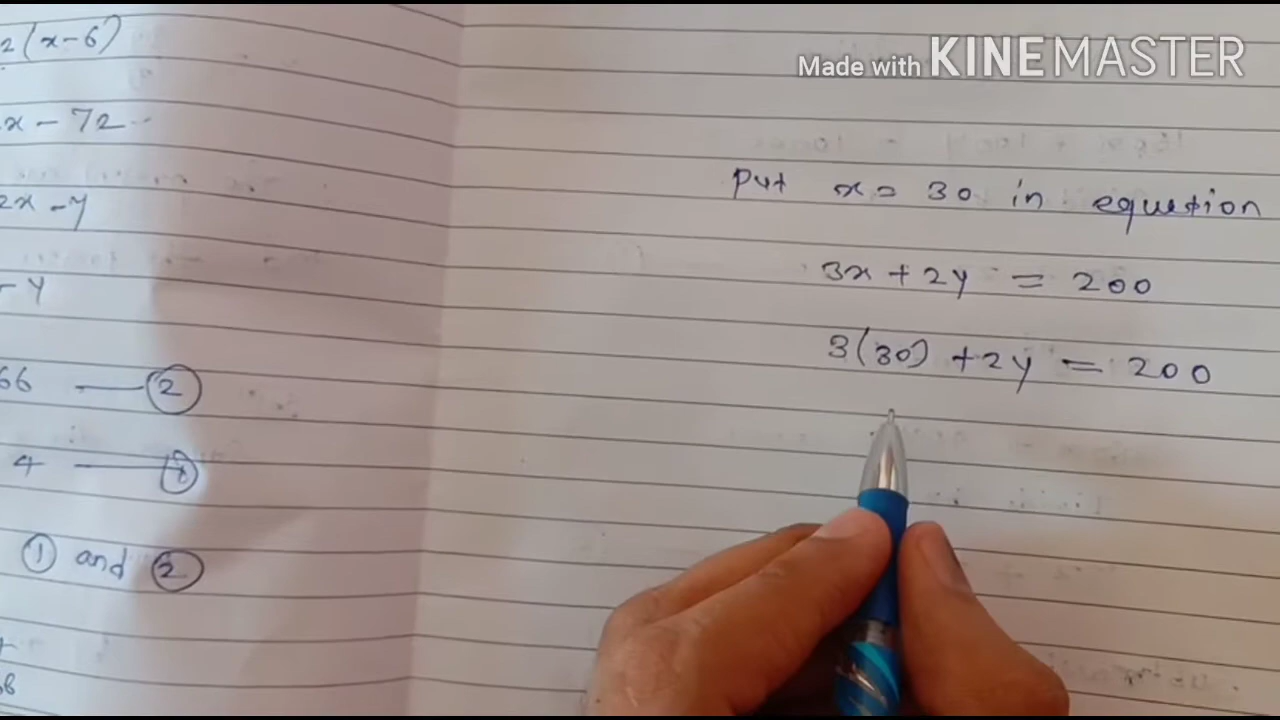 2(x-6)
x - 72
2x - y
- y
66 — ②
4 — ①
① and ②
Made with KINEMASTER
put x = 30 in equetion
3x + 2y = 200
3(30) + 2y = 200